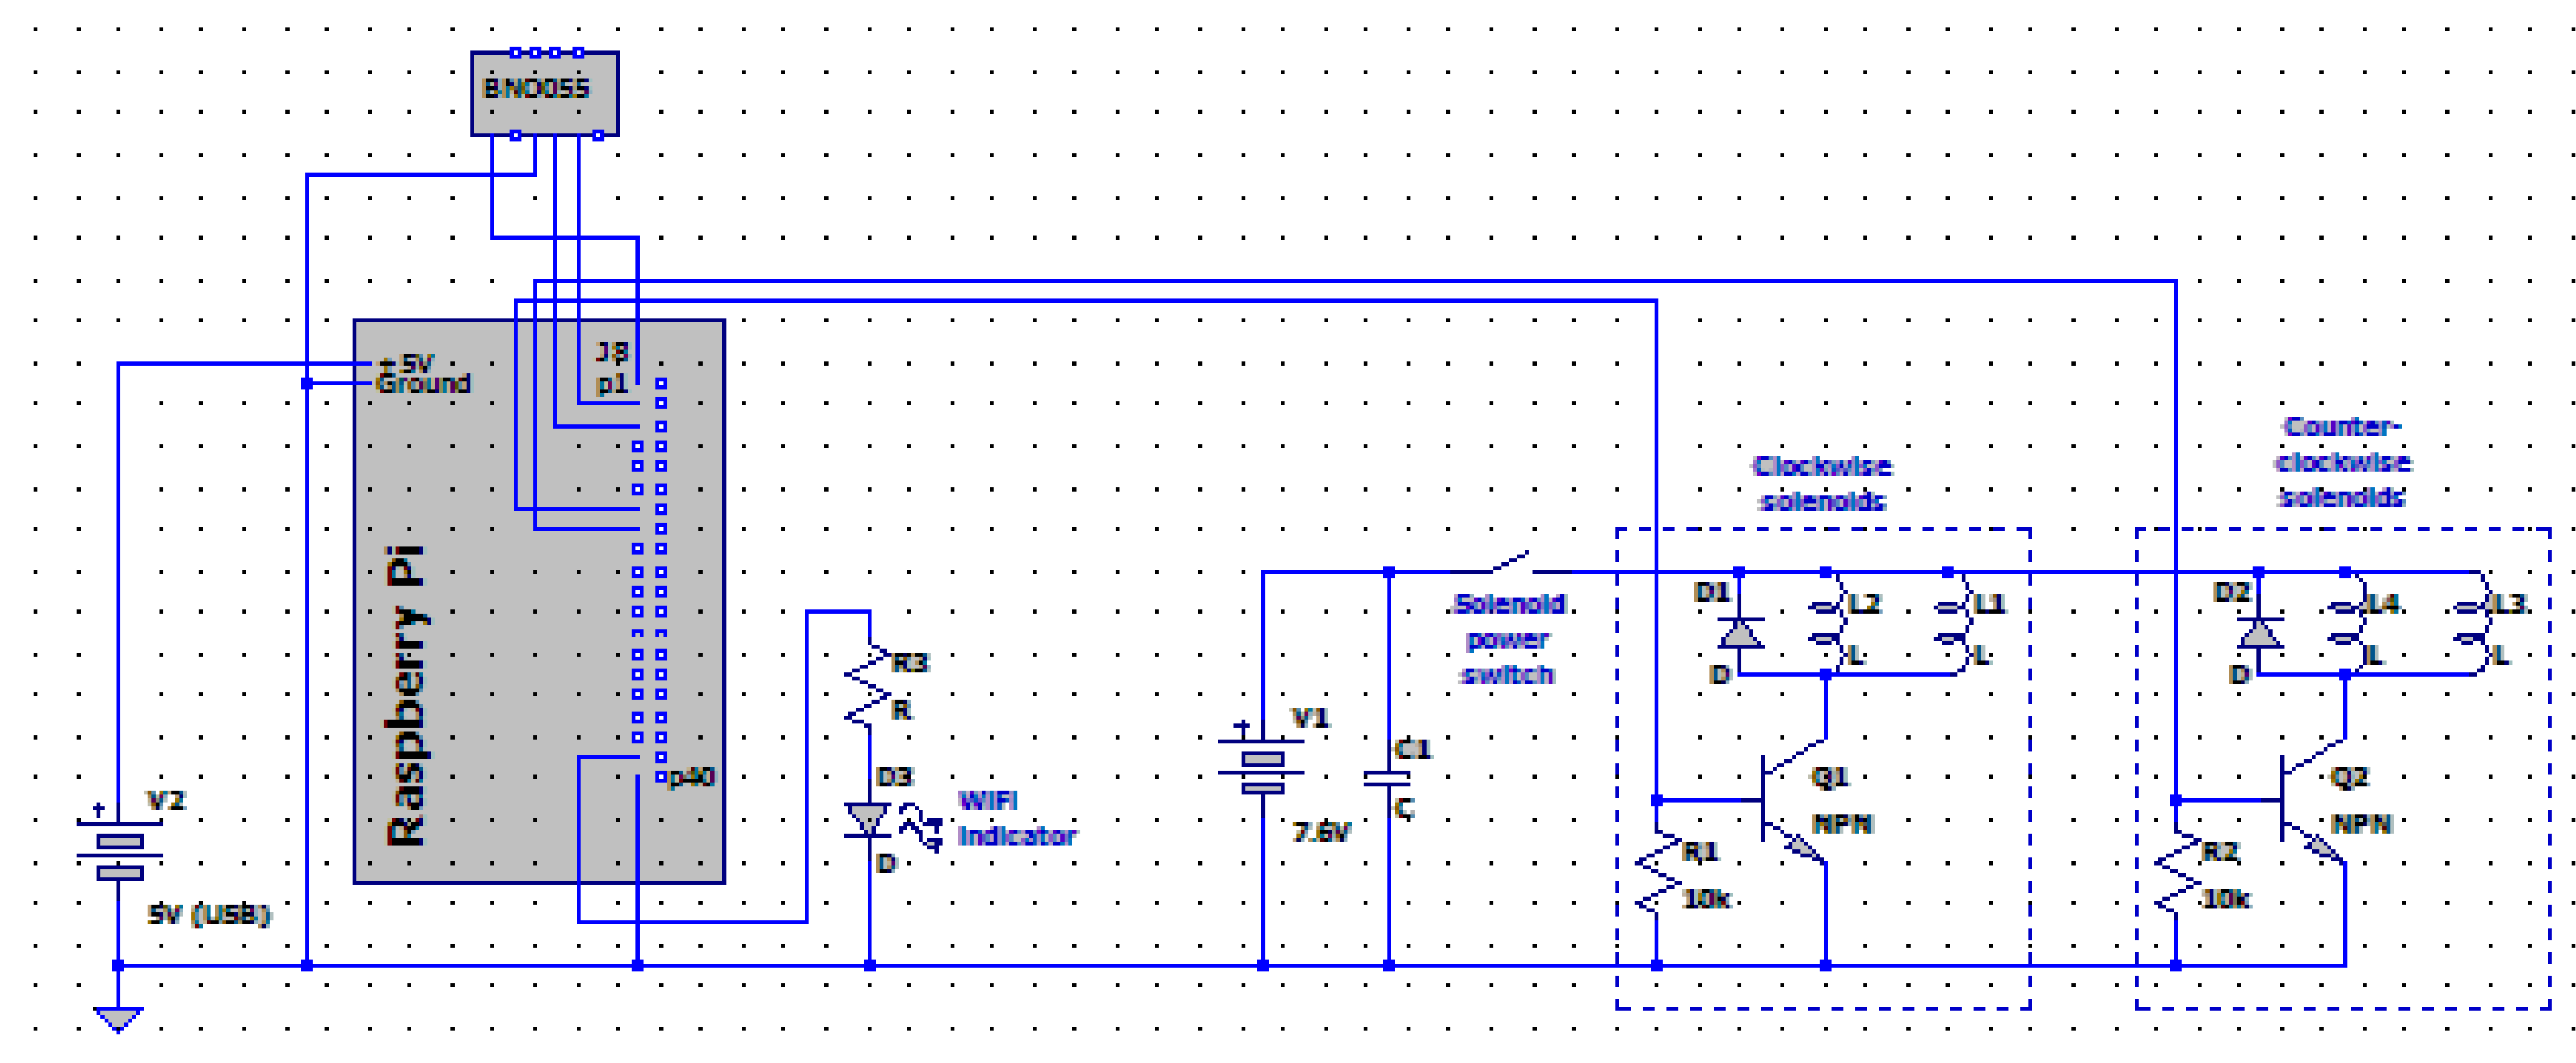 BNO055
J8
p1
+5V
Ground
Raspberry Pi
p40
V2
5V (USB)
R3
R
D3
D
WiFi
indicator
V1
7.6V
C1
C
Solenoid
power
switch
Clockwise
solenoids
D1
D
L2
L
L1
L
Q1
NPN
R1
10k
Counter-
clockwise
solenoids
D2
D
L4
L
L3
L
Q2
NPN
R2
10k